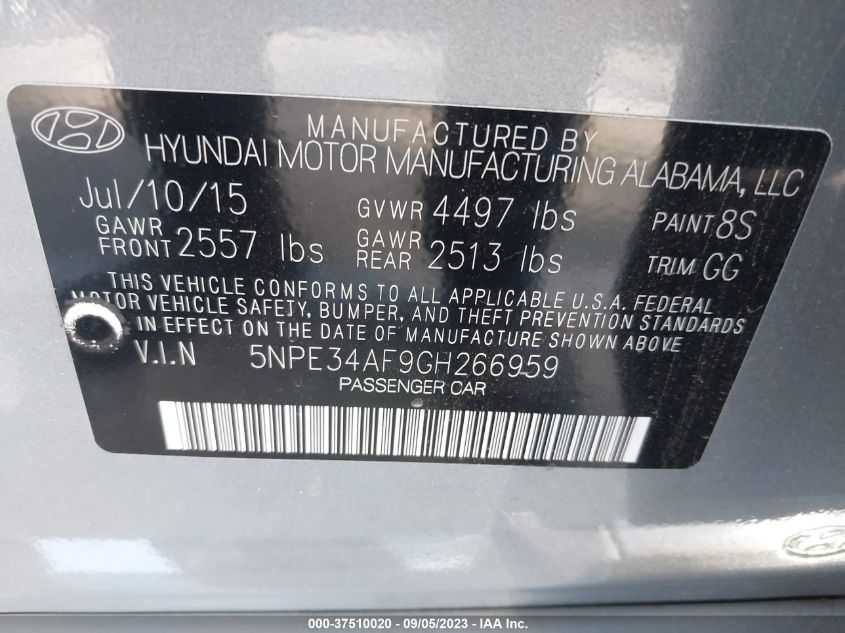 MANUFACTURED BY
HYUNDAI MOTOR MANUFACTURING ALABAMA, LLC
Jul/10/15 GVWR 4497 lbs PAINT 8S
GAWR FRONT 2557 lbs GAWR REAR 2513 lbs TRIM GG
THIS VEHICLE CONFORMS TO ALL APPLICABLE U.S.A. FEDERAL
MOTOR VEHICLE SAFETY, BUMPER, AND THEFT PREVENTION STANDARDS
IN EFFECT ON THE DATE OF MANUFACTURE SHOWN ABOVE.
V.I.N 5NPE34AF9GH266959
PASSENGER CAR
000-37510020 - 09/05/2023 - IAA Inc.